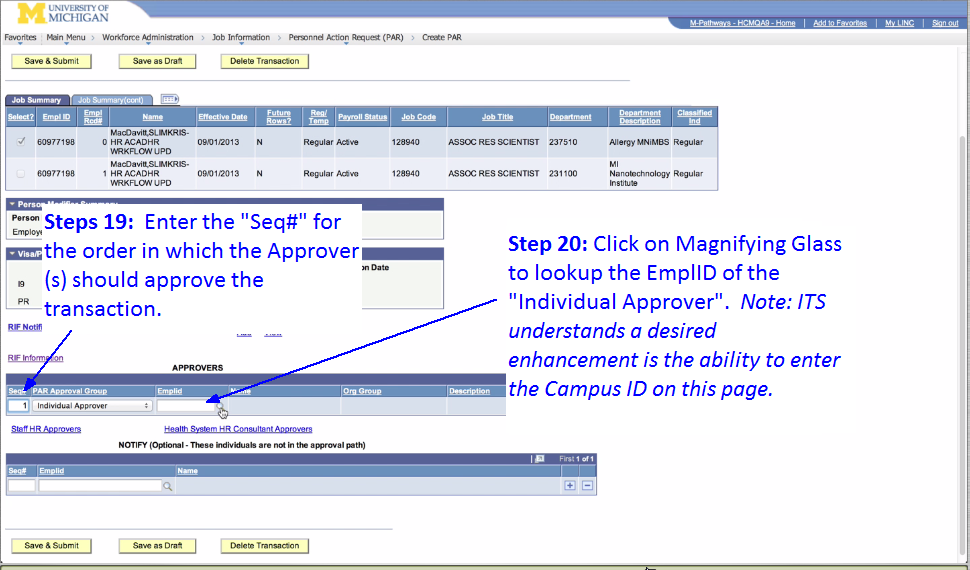 UNIVERSITY OF
MICHIGAN
M-Pathways - HCMQA9 - Home | Add to Favorites | My LINC | Sign out
Favorites | Main Menu > Workforce Administration > Job Information > Personnel Action Request (PAR) > Create PAR
Save & Submit Save as Draft Delete Transaction
Job Summary Job Summary(cont)
Select? Empl ID Empl Rcd# Name Effective Date Future Rows? Reg/Temp Payroll Status Job Code Job Title Department Department Description Classified Ind
60977198 0 MacDavitt,SLIMKRIS-HR ACADHR WRKFLOW UPD 09/01/2013 N Regular Active 128940 ASSOC RES SCIENTIST 237510 Allergy MNiMBS Regular
60977198 1 MacDavitt,SLIMKRIS-HR ACADHR WRKFLOW UPD 09/01/2013 N Regular Active 128940 ASSOC RES SCIENTIST 231100 MI Nanotechnology Institute Regular
Person Modifier Summary
Person
Employe
Visa/P
on Date
I9
PR
Steps 19: Enter the "Seq#" for
the order in which the Approver
(s) should approve the
transaction.
Step 20: Click on Magnifying Glass
to lookup the EmplID of the
"Individual Approver". Note: ITS
understands a desired
enhancement is the ability to enter
the Campus ID on this page.
RIF Notifi
RIF Information
APPROVERS
Seq# PAR Approval Group EmplId Name Org Group Description
1 Individual Approver
Staff HR Approvers Health System HR Consultant Approvers
NOTIFY (Optional - These individuals are not in the approval path)
First 1 of 1
Seq# EmplId Name
Save & Submit Save as Draft Delete Transaction